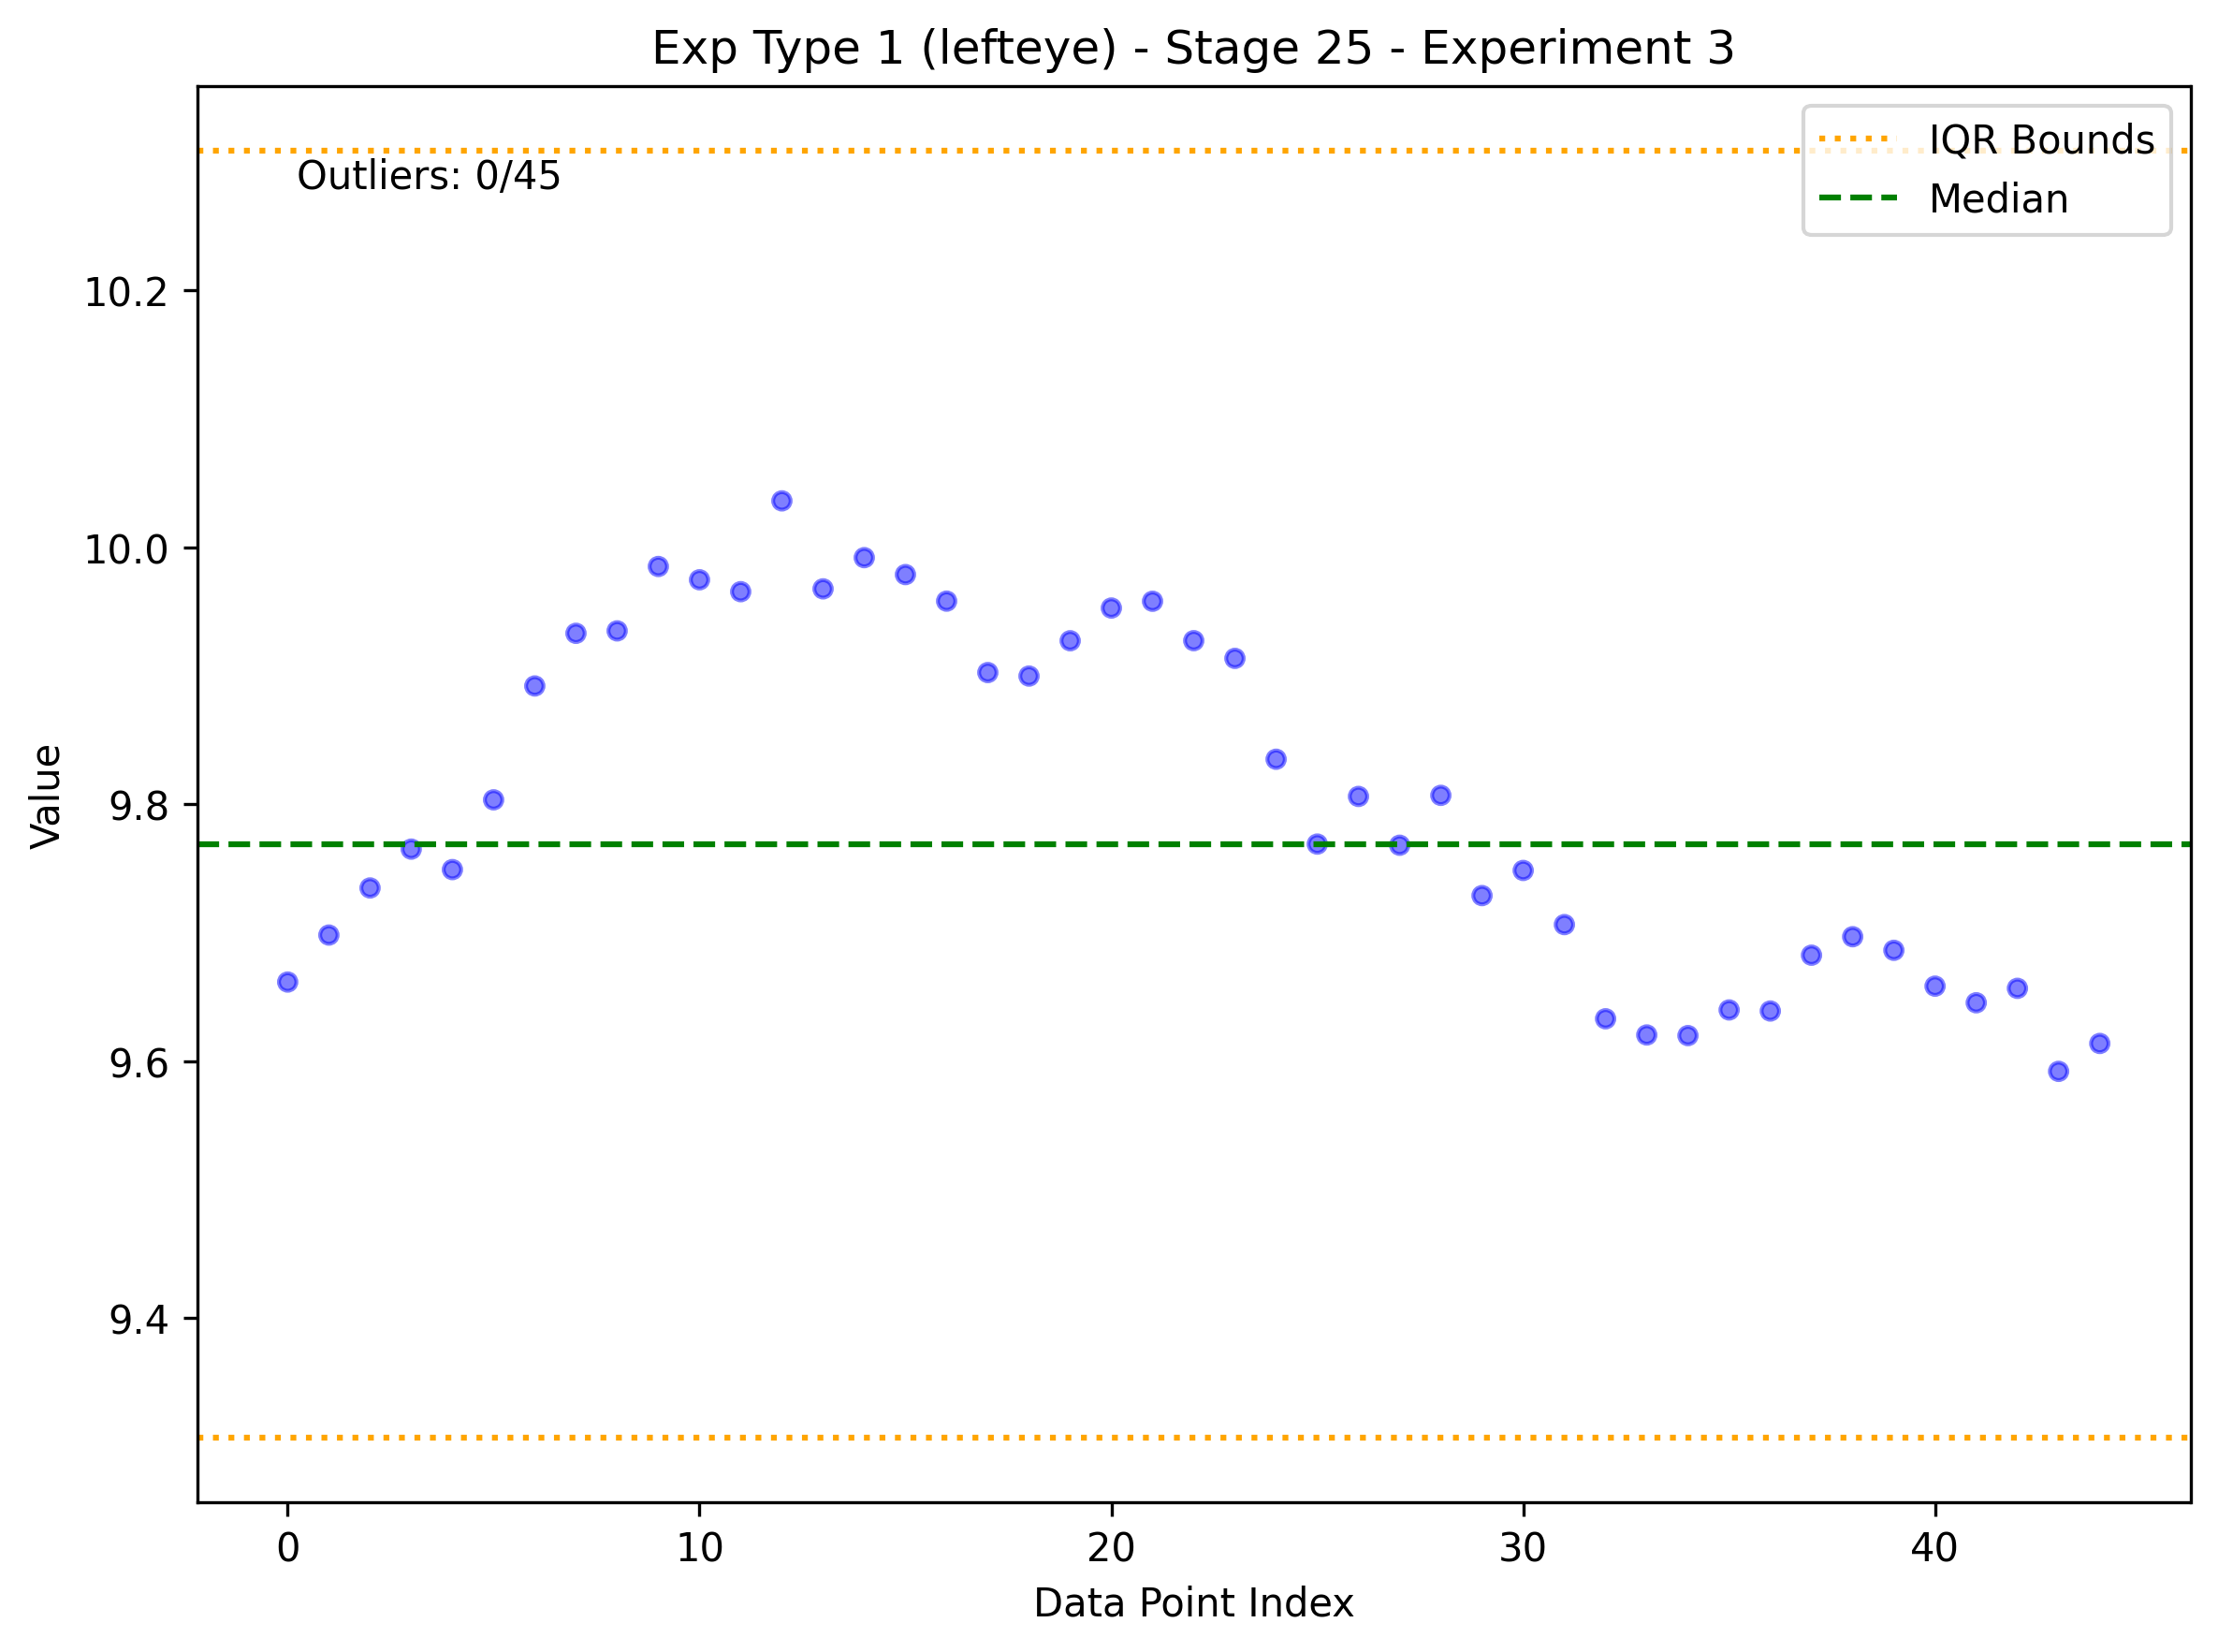 Exp Type 1 (lefteye) - Stage 25 - Experiment 3
IQR Bounds
Median
Outliers: 0/45
10.2
10.0
9.8
9.6
9.4
Value
0 10 20 30 40
Data Point Index